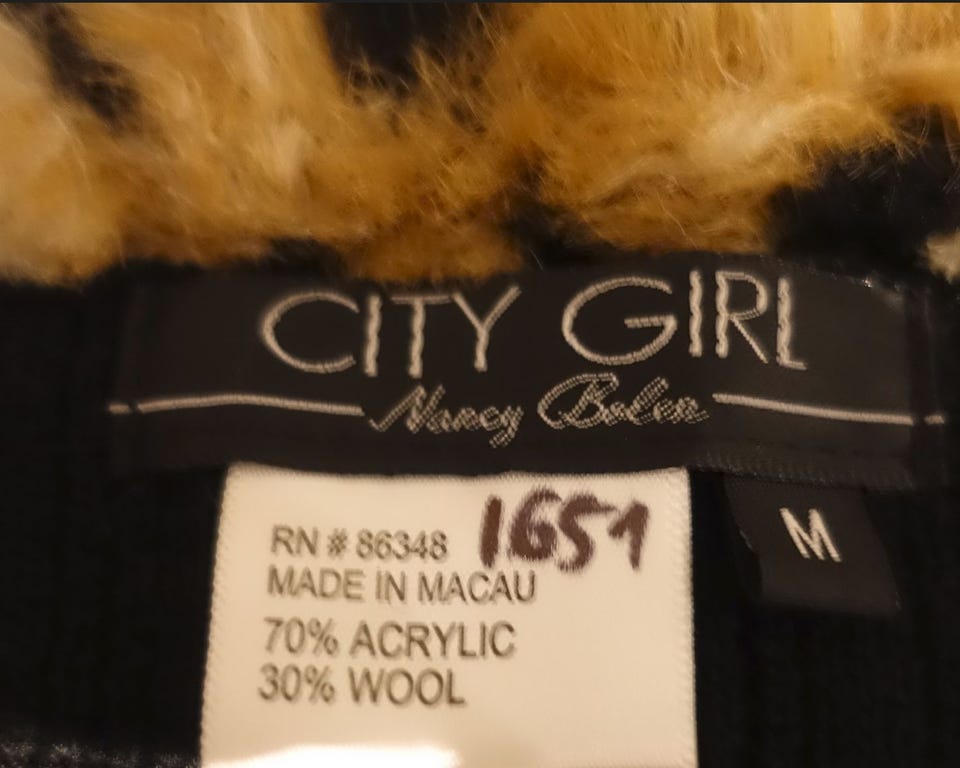 CITY GIRL
Nancy Bolen
M
1651
RN # 86348
MADE IN MACAU
70% ACRYLIC
30% WOOL